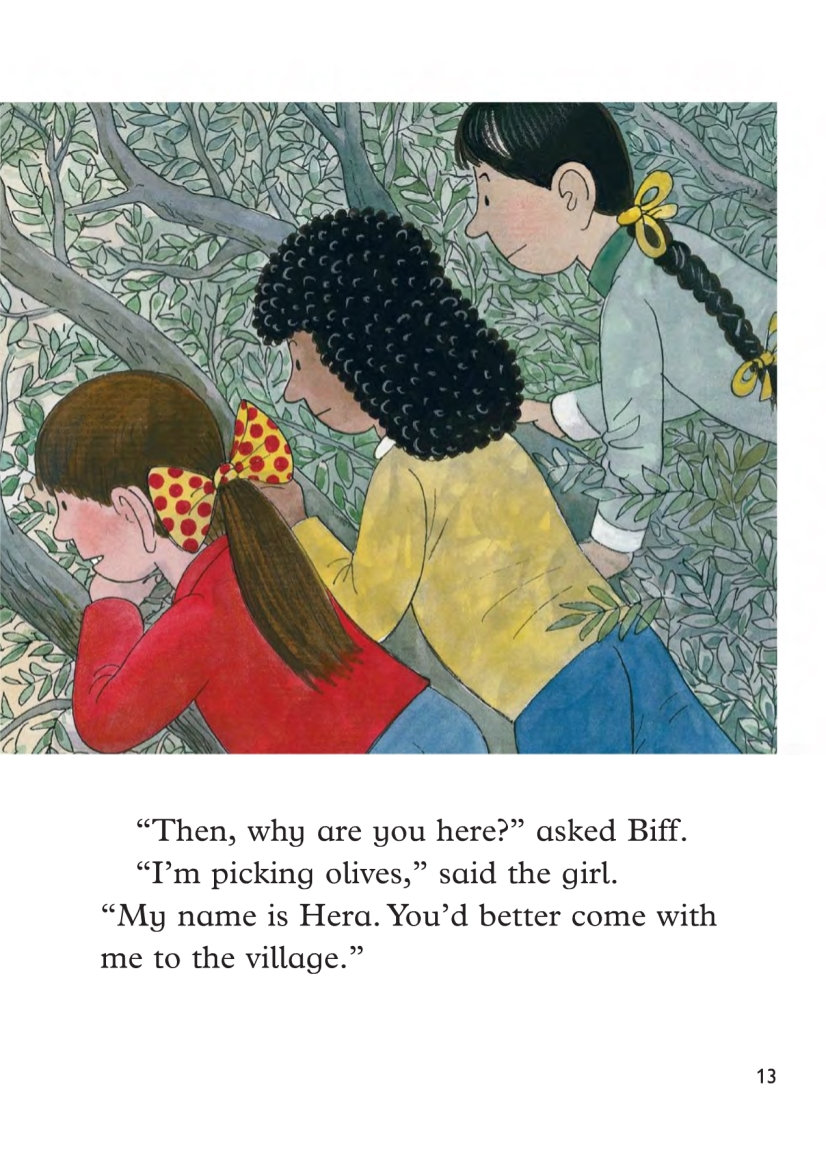 “Then, why are you here?” asked Biff.
“I’m picking olives,” said the girl.
“My name is Hera. You’d better come with
me to the village.”
13